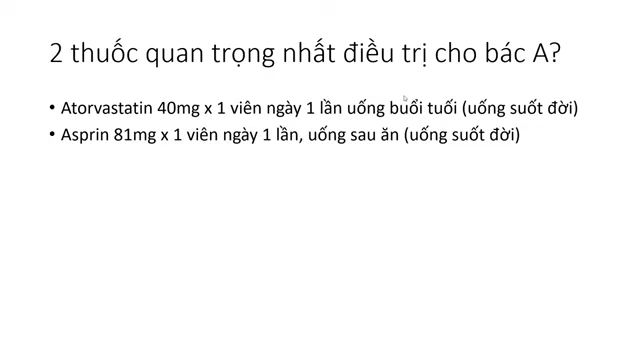 2 thuốc quan trọng nhất điều trị cho bác A?
• Atorvastatin 40mg x 1 viên ngày 1 lần uống buổi tuối (uống suốt đời)
• Asprin 81mg x 1 viên ngày 1 lần, uống sau ăn (uống suốt đời)